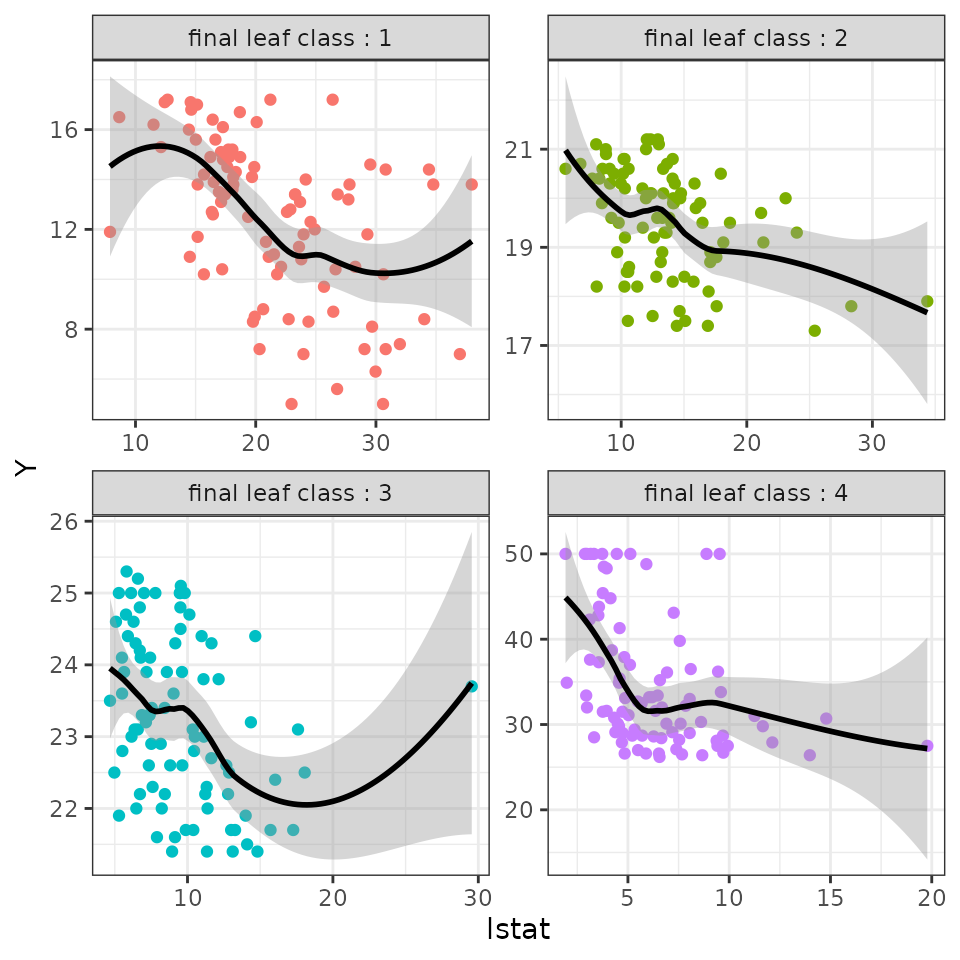 final leaf class : 1
final leaf class : 2
16
12
8
21
19
17
10 20 30
10 20 30
Y
final leaf class : 3
final leaf class : 4
26
25
24
23
22
50
40
30
20
10 20 30
5 10 15 20
lstat